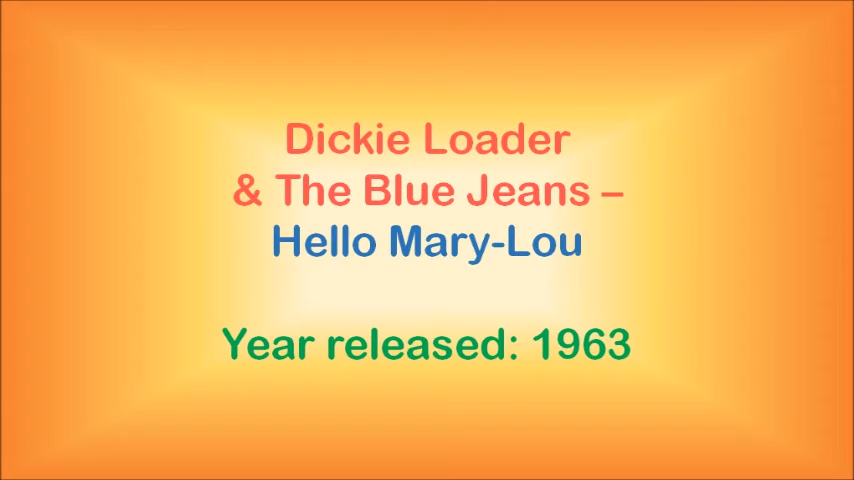 Dickie Loader
& The Blue Jeans –
Hello Mary-Lou
Year released: 1963